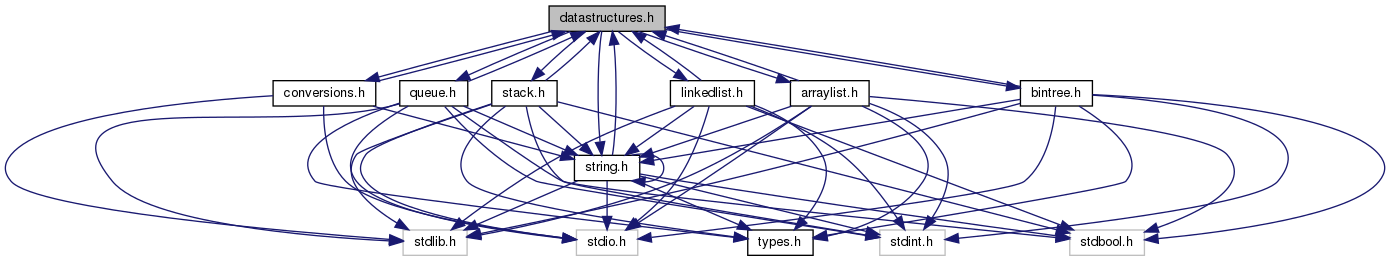 datastructures.h
conversions.h
queue.h
stack.h
linkedlist.h
arraylist.h
bintree.h
string.h
stdlib.h
stdio.h
types.h
stdint.h
stdbool.h